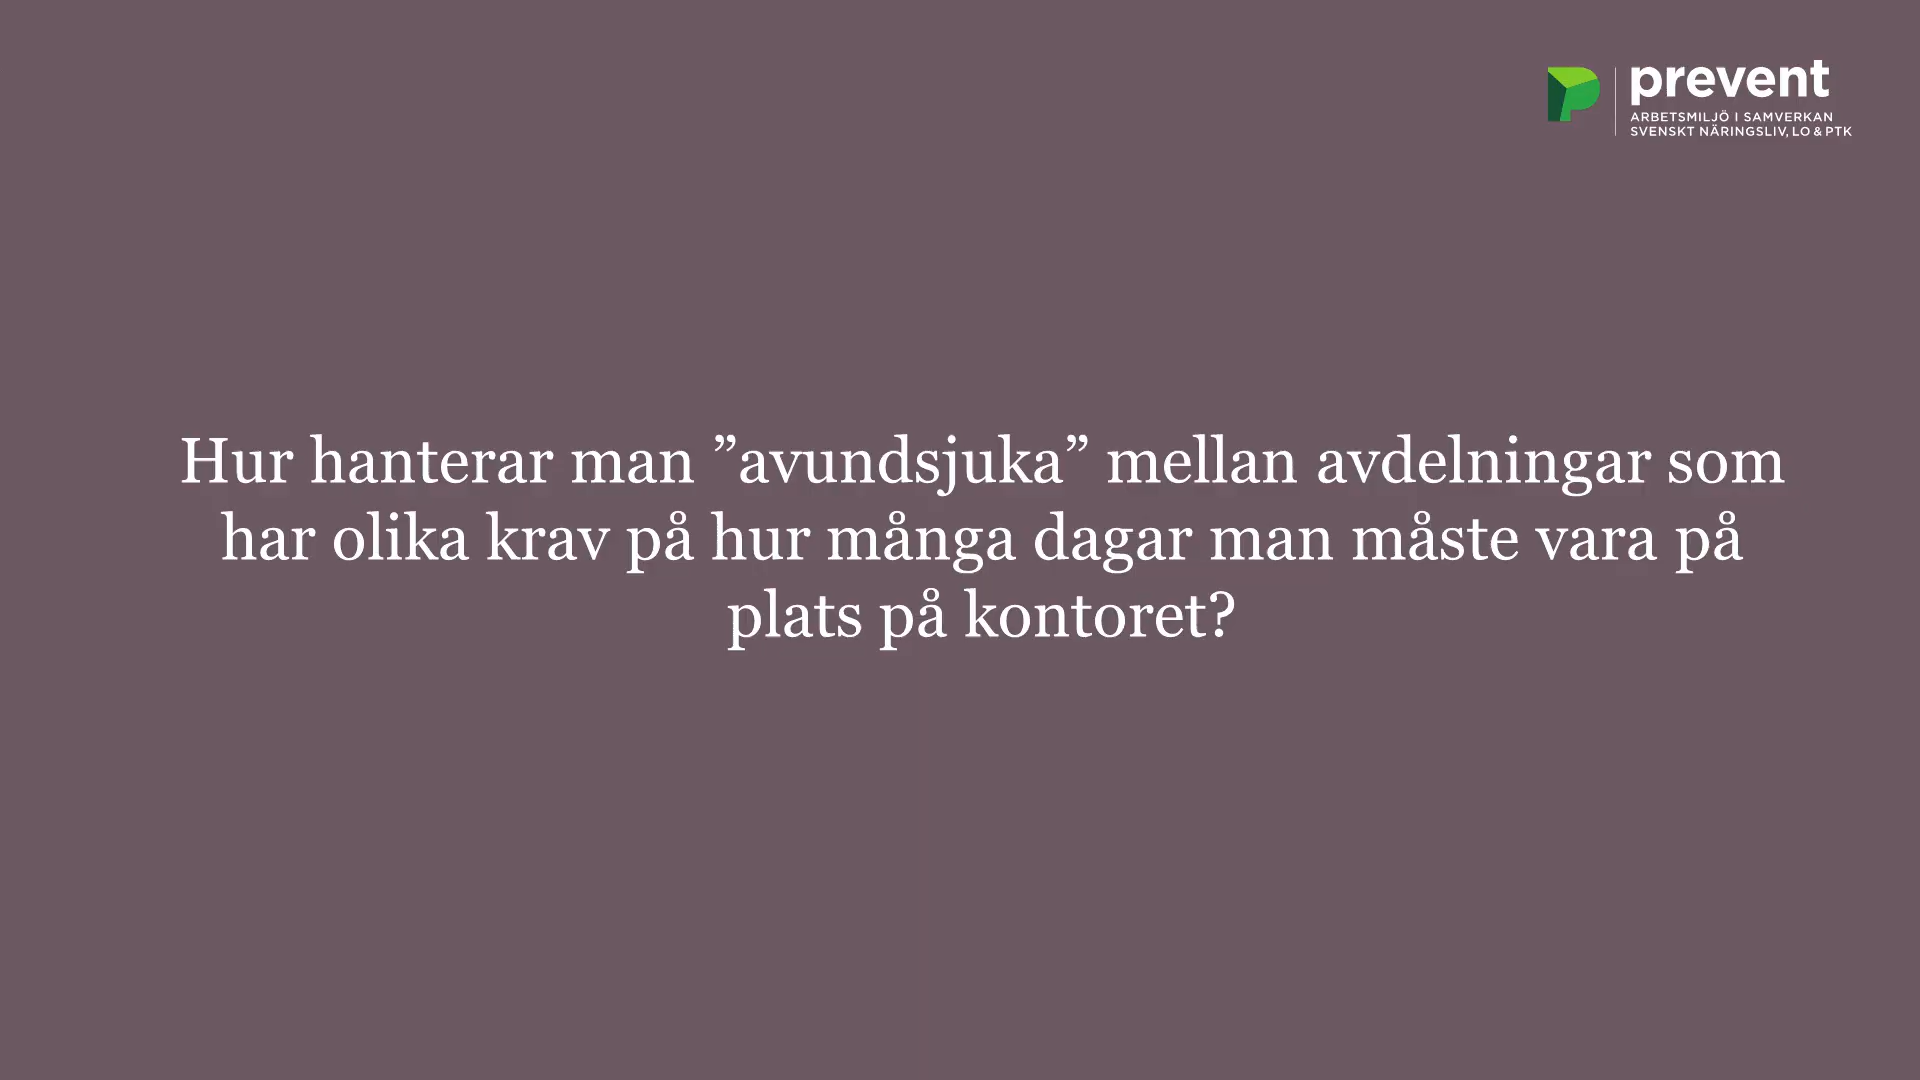 prevent
ARBETSMILJÖ I SAMVERKAN
SVENSKT NÄRINGSLIV, LO & PTK
Hur hanterar man ”avundsjuka” mellan avdelningar som
har olika krav på hur många dagar man måste vara på
plats på kontoret?